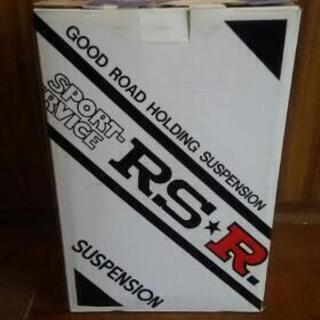 GOOD ROAD HOLDING SUSPENSION
SPORT-
SERVICE
RS★R.
SUSPENSION